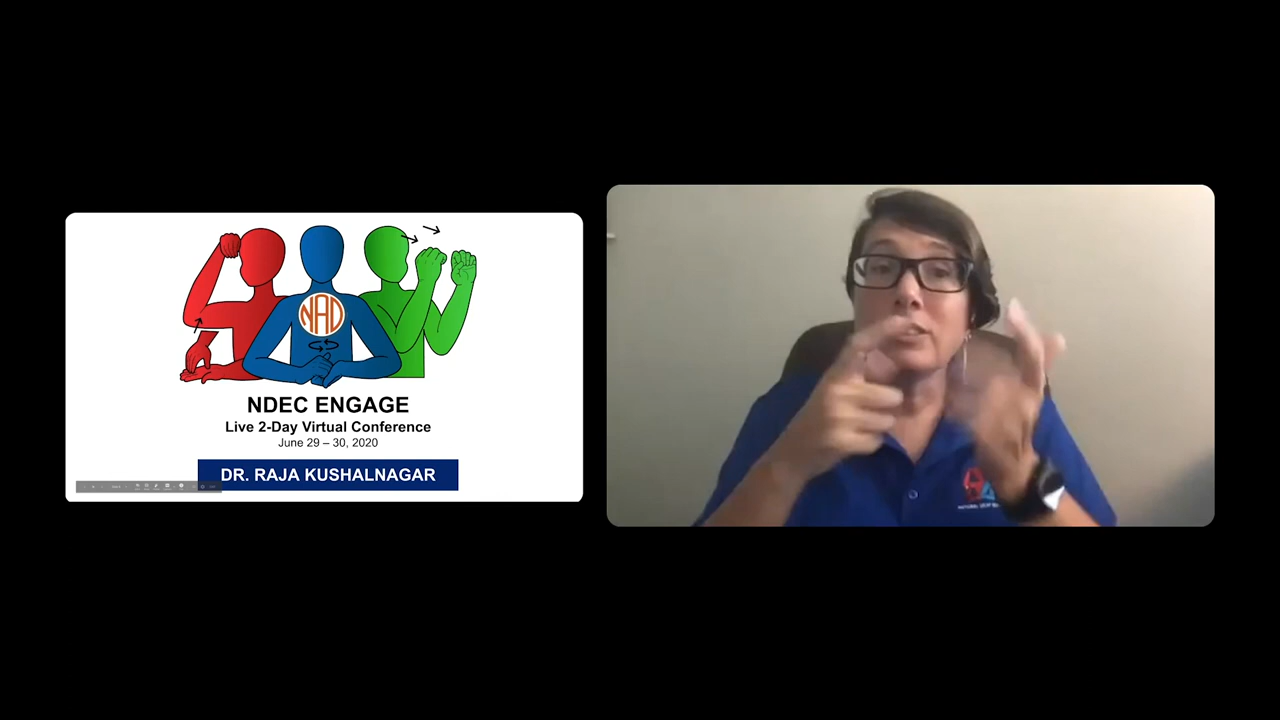 NAD
NDEC ENGAGE
Live 2-Day Virtual Conference
June 29 – 30, 2020
DR. RAJA KUSHALNAGAR